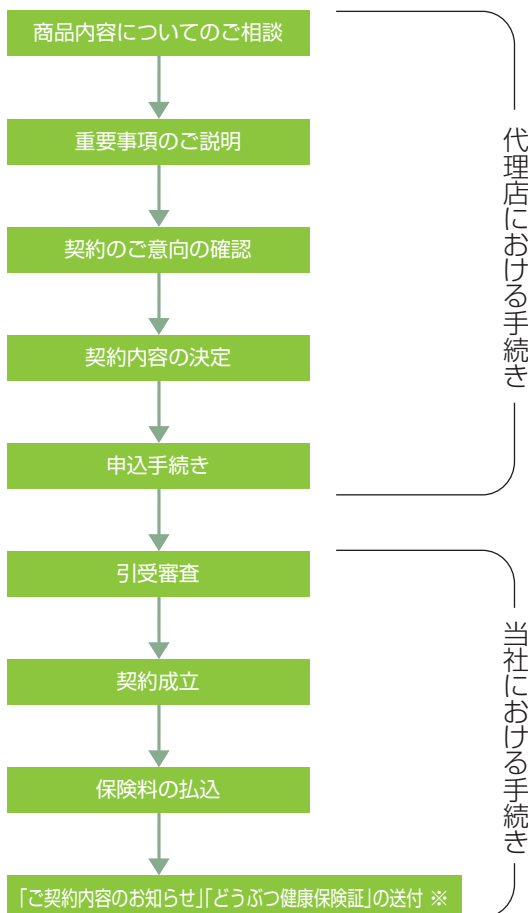 商品内容についてのご相談
重要事項のご説明
契約のご意向の確認
契約内容の決定
申込手続き
代理店における手続き
引受審査
契約成立
保険料の払込
「ご契約内容のお知らせ」「どうぶつ健康保険証」の送付 ※
当社における手続き